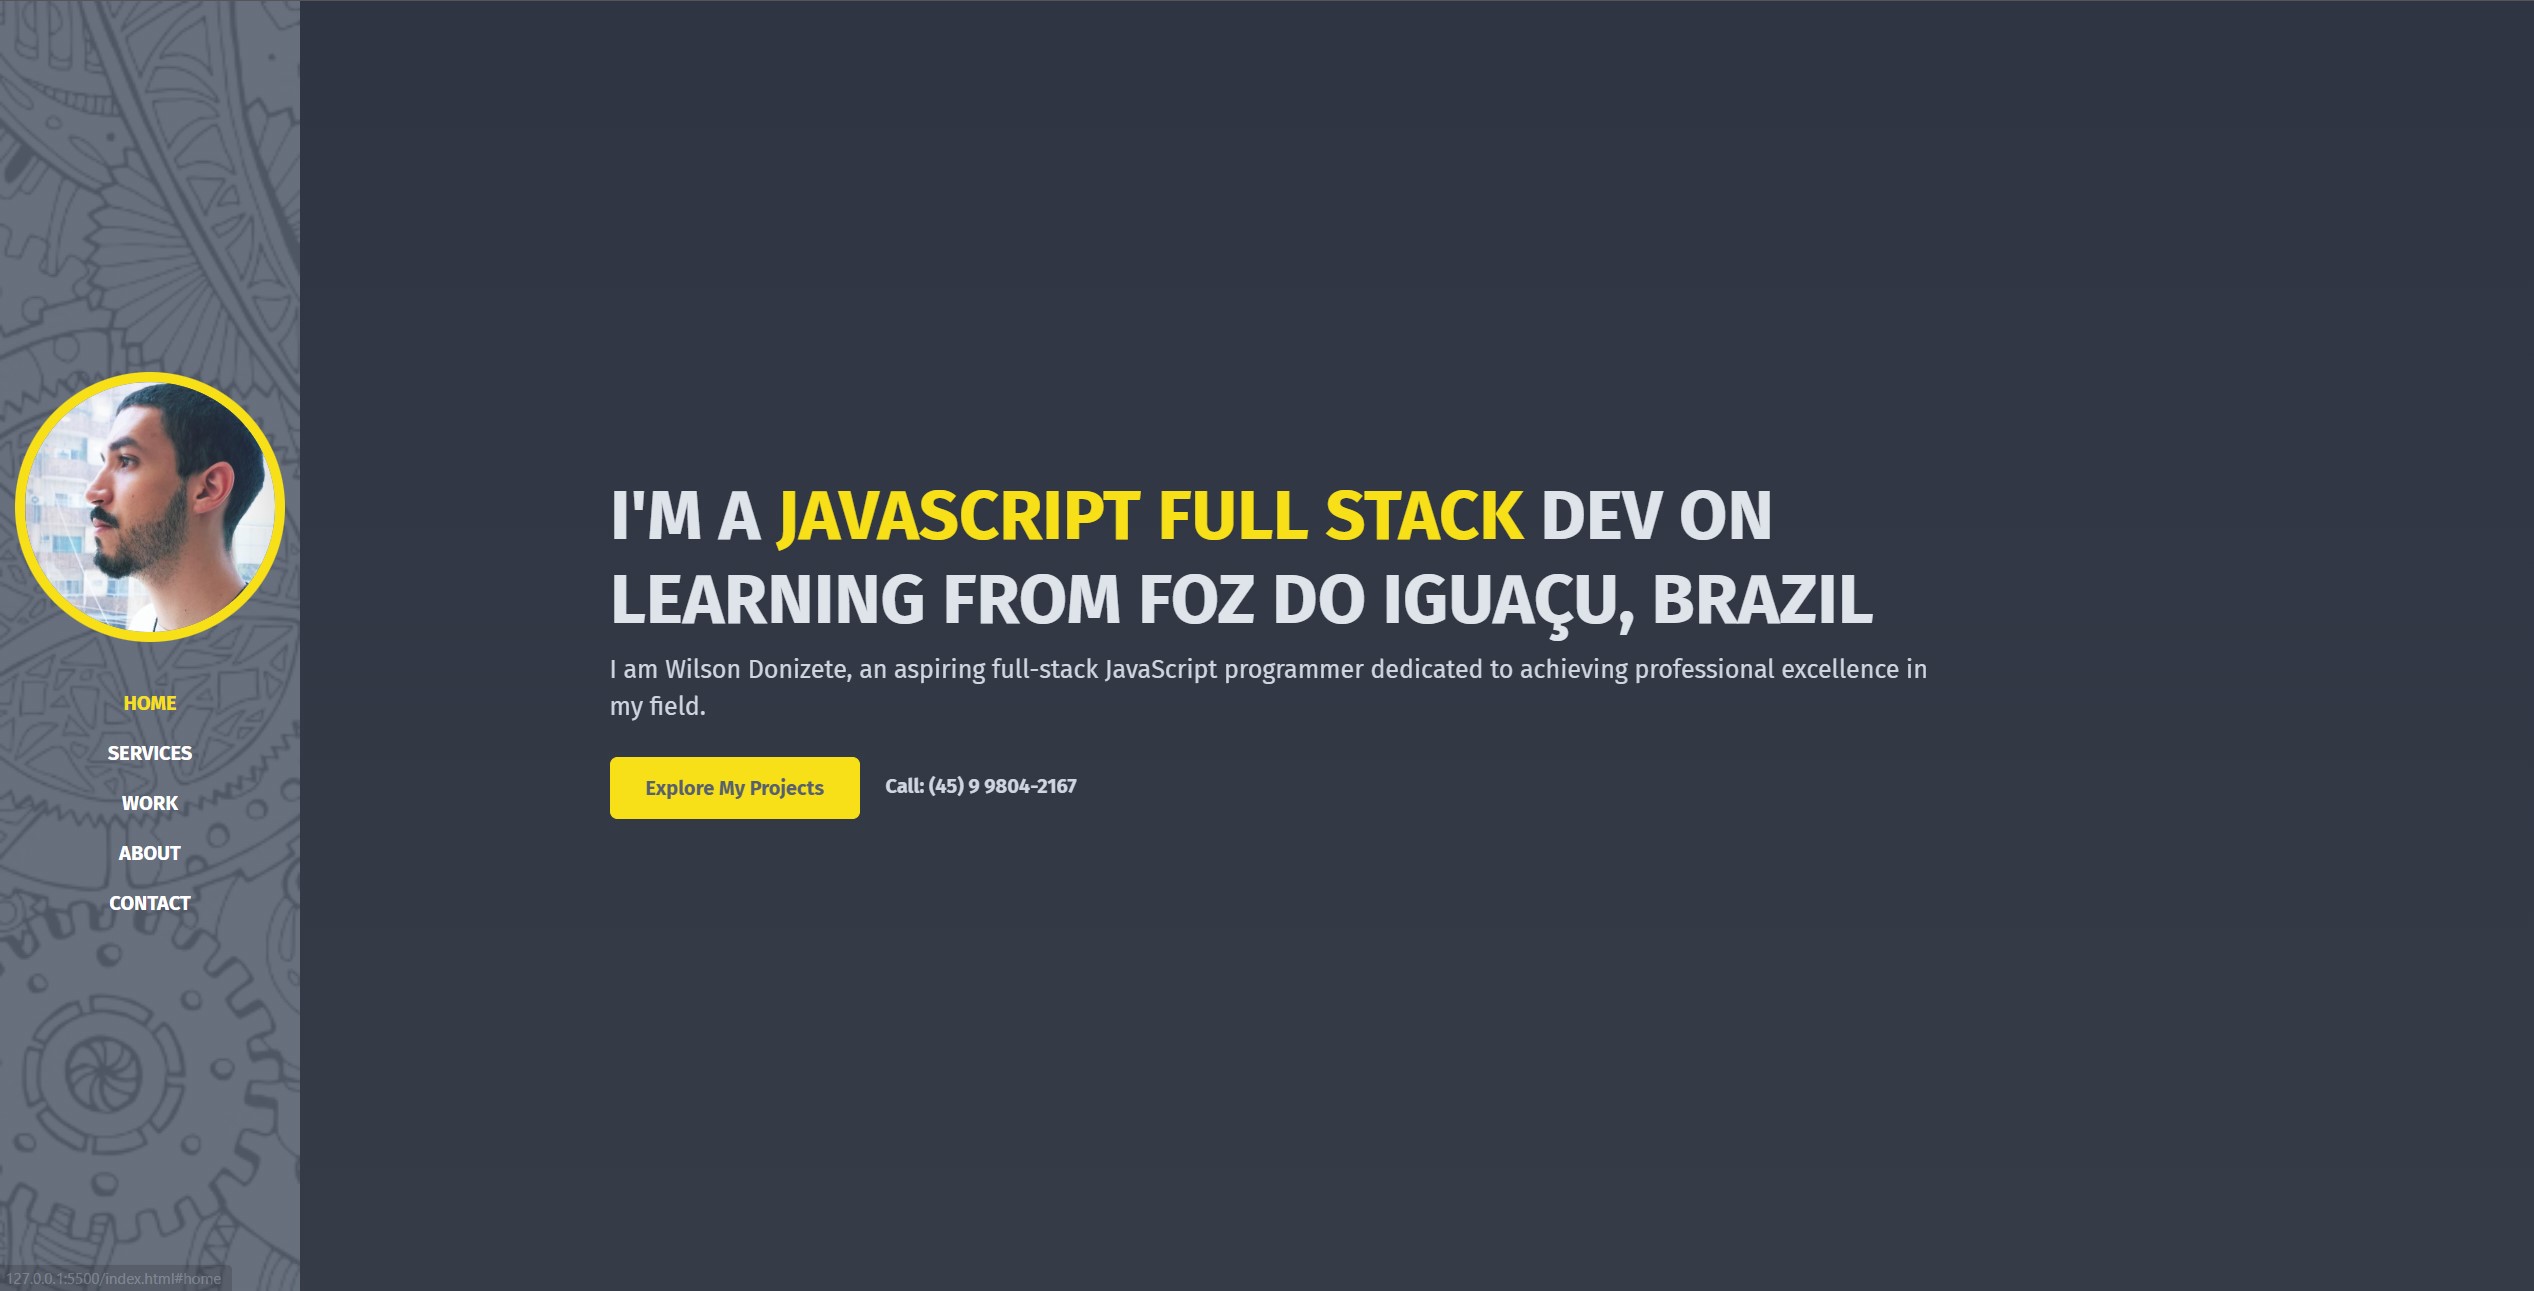 HOME
SERVICES
WORK
ABOUT
CONTACT
I'M A JAVASCRIPT FULL STACK DEV ON
LEARNING FROM FOZ DO IGUAÇU, BRAZIL
I am Wilson Donizete, an aspiring full-stack JavaScript programmer dedicated to achieving professional excellence in
my field.
Explore My Projects
Call: (45) 9 9804-2167
127.0.0.1:5500/index.html#home